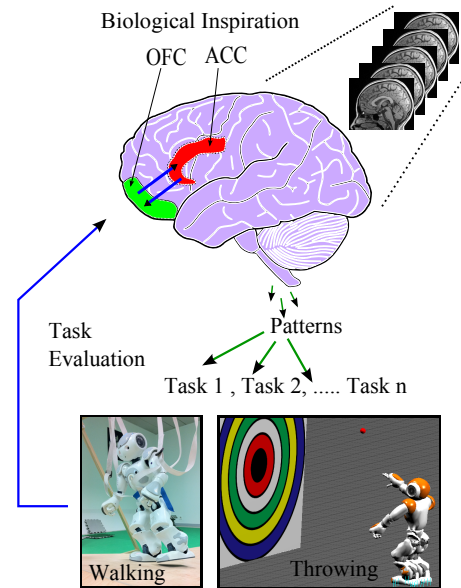 Biological Inspiration
OFC ACC
Patterns
Task
Evaluation
Task 1 , Task 2, ..... Task n
Walking
Throwing